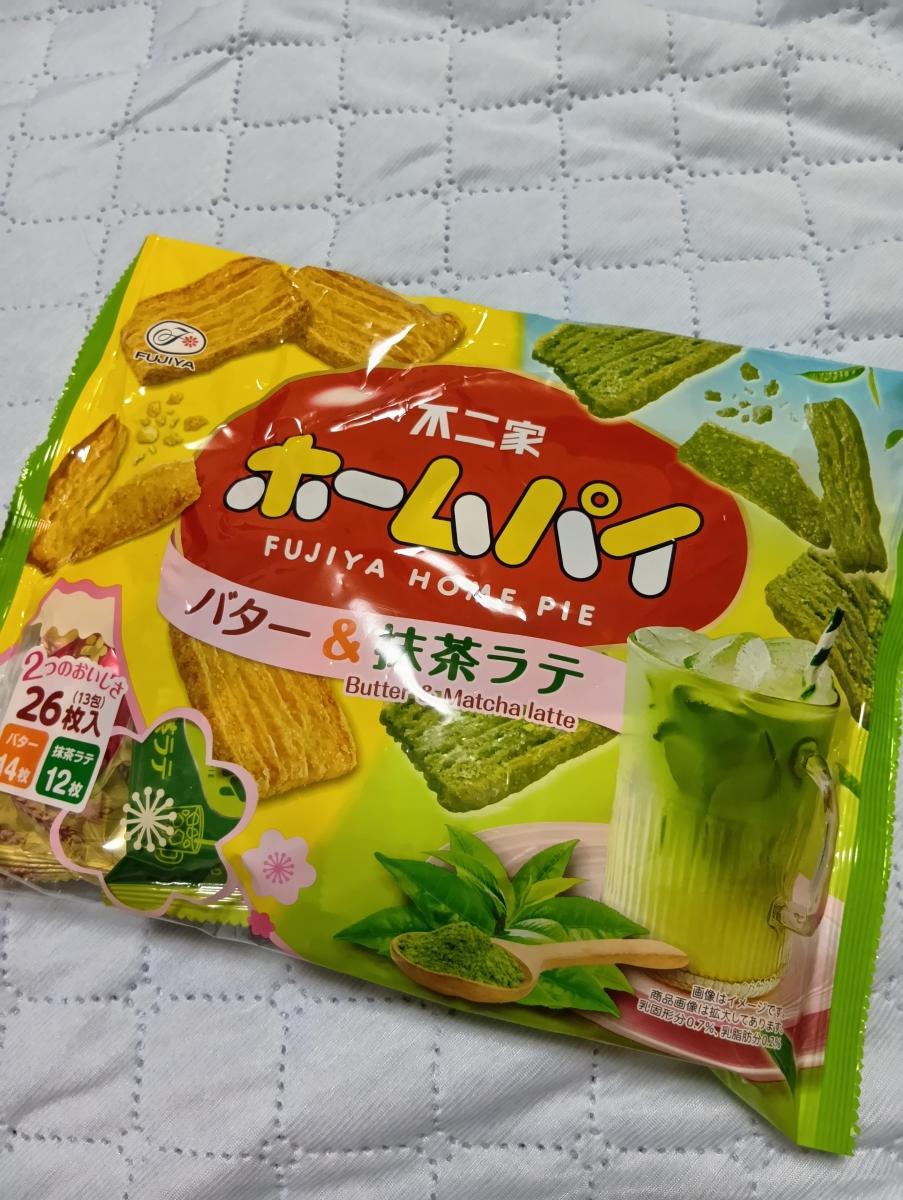 FUJIYA
不二家
ホームパイ
FUJIYA HOME PIE
バター & 抹茶ラテ
Butter & Matcha latte
2つのおいしさ
(13包)
26枚入
バター
14枚
抹茶ラテ
12枚
画像はイメージです。
商品画像は拡大してあります。
乳固形分0.7%、乳脂肪分0.2%